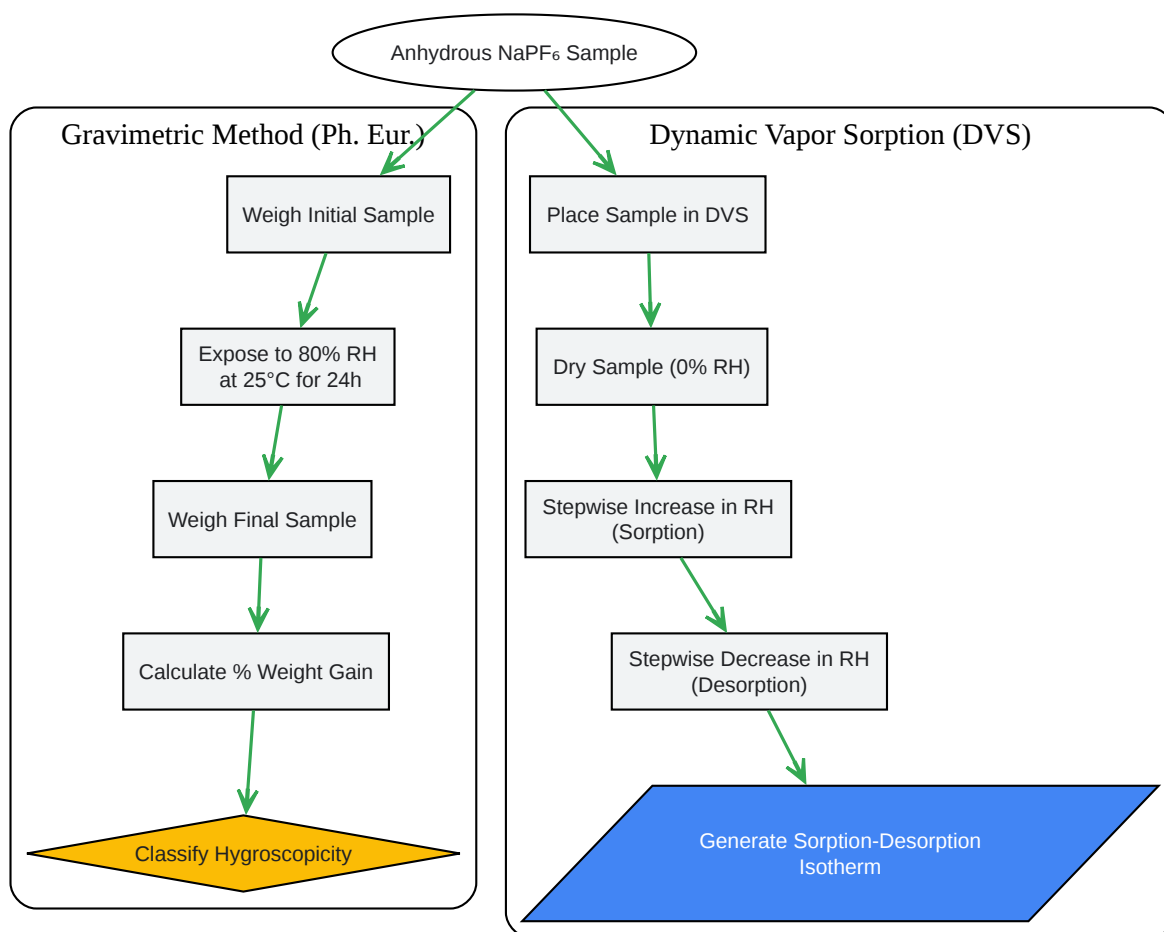 Anhydrous NaPF₆ Sample
Gravimetric Method (Ph. Eur.)
Weigh Initial Sample
Expose to 80% RH
at 25°C for 24h
Weigh Final Sample
Calculate % Weight Gain
Classify Hygroscopicity
Dynamic Vapor Sorption (DVS)
Place Sample in DVS
Dry Sample (0% RH)
Stepwise Increase in RH
(Sorption)
Stepwise Decrease in RH
(Desorption)
Generate Sorption-Desorption
Isotherm